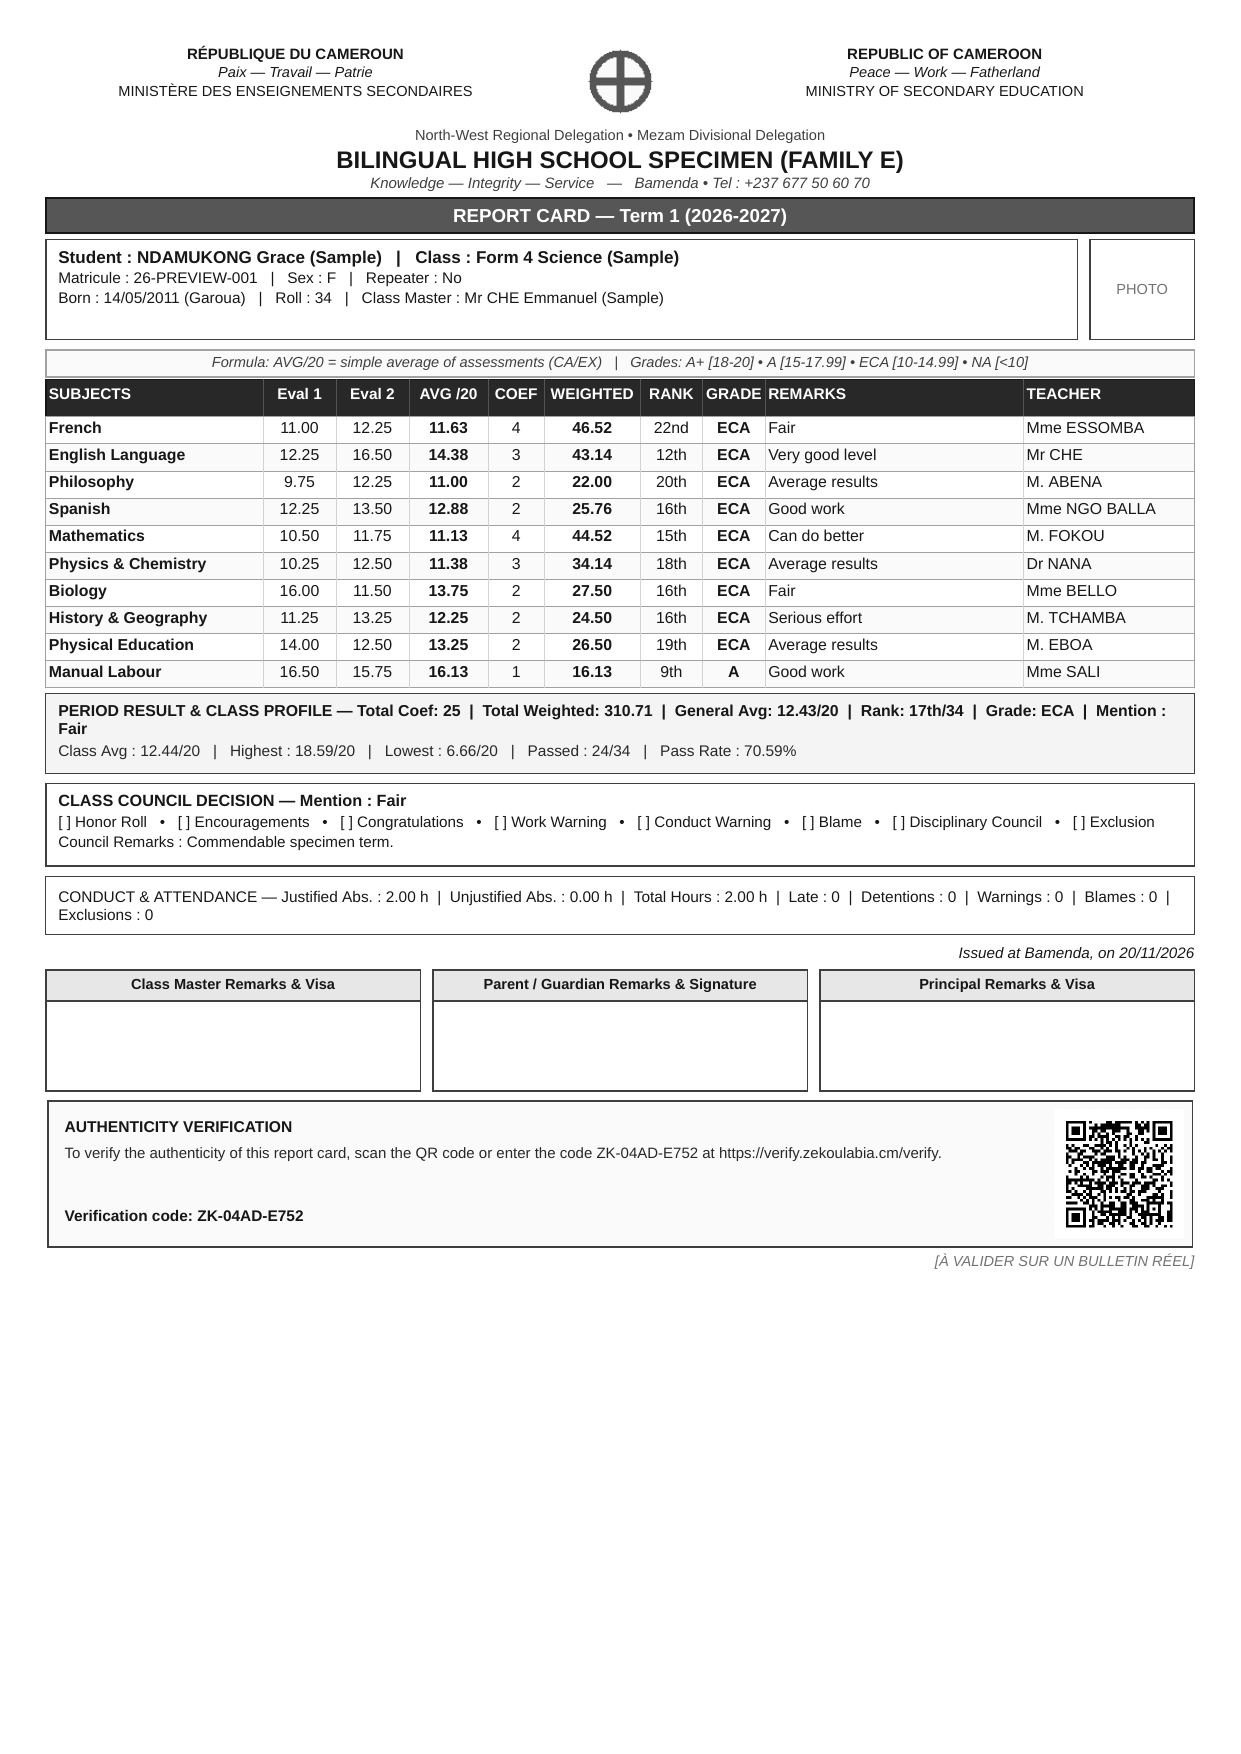 RÉPUBLIQUE DU CAMEROUN
Paix — Travail — Patrie
MINISTÈRE DES ENSEIGNEMENTS SECONDAIRES
REPUBLIC OF CAMEROON
Peace — Work — Fatherland
MINISTRY OF SECONDARY EDUCATION
North-West Regional Delegation • Mezam Divisional Delegation
BILINGUAL HIGH SCHOOL SPECIMEN (FAMILY E)
Knowledge — Integrity — Service — Bamenda • Tel : +237 677 50 60 70
REPORT CARD — Term 1 (2026-2027)
Student : NDAMUKONG Grace (Sample) | Class : Form 4 Science (Sample)
Matricule : 26-PREVIEW-001 | Sex : F | Repeater : No
Born : 14/05/2011 (Garoua) | Roll : 34 | Class Master : Mr CHE Emmanuel (Sample)
PHOTO
Formula: AVG/20 = simple average of assessments (CA/EX) | Grades: A+ [18-20] • A [15-17.99] • ECA [10-14.99] • NA [<10]
SUBJECTS Eval 1 Eval 2 AVG /20 COEF WEIGHTED RANK GRADE REMARKS TEACHER
French 11.00 12.25 11.63 4 46.52 22nd ECA Fair Mme ESSOMBA
English Language 12.25 16.50 14.38 3 43.14 12th ECA Very good level Mr CHE
Philosophy 9.75 12.25 11.00 2 22.00 20th ECA Average results M. ABENA
Spanish 12.25 13.50 12.88 2 25.76 16th ECA Good work Mme NGO BALLA
Mathematics 10.50 11.75 11.13 4 44.52 15th ECA Can do better M. FOKOU
Physics & Chemistry 10.25 12.50 11.38 3 34.14 18th ECA Average results Dr NANA
Biology 16.00 11.50 13.75 2 27.50 16th ECA Fair Mme BELLO
History & Geography 11.25 13.25 12.25 2 24.50 16th ECA Serious effort M. TCHAMBA
Physical Education 14.00 12.50 13.25 2 26.50 19th ECA Average results M. EBOA
Manual Labour 16.50 15.75 16.13 1 16.13 9th A Good work Mme SALI
PERIOD RESULT & CLASS PROFILE — Total Coef: 25 | Total Weighted: 310.71 | General Avg: 12.43/20 | Rank: 17th/34 | Grade: ECA | Mention :
Fair
Class Avg : 12.44/20 | Highest : 18.59/20 | Lowest : 6.66/20 | Passed : 24/34 | Pass Rate : 70.59%
CLASS COUNCIL DECISION — Mention : Fair
[ ] Honor Roll • [ ] Encouragements • [ ] Congratulations • [ ] Work Warning • [ ] Conduct Warning • [ ] Blame • [ ] Disciplinary Council • [ ] Exclusion
Council Remarks : Commendable specimen term.
CONDUCT & ATTENDANCE — Justified Abs. : 2.00 h | Unjustified Abs. : 0.00 h | Total Hours : 2.00 h | Late : 0 | Detentions : 0 | Warnings : 0 | Blames : 0 |
Exclusions : 0
Issued at Bamenda, on 20/11/2026
Class Master Remarks & Visa
Parent / Guardian Remarks & Signature
Principal Remarks & Visa
AUTHENTICITY VERIFICATION
To verify the authenticity of this report card, scan the QR code or enter the code ZK-04AD-E752 at https://verify.zekoulabia.cm/verify.
Verification code: ZK-04AD-E752
[À VALIDER SUR UN BULLETIN RÉEL]